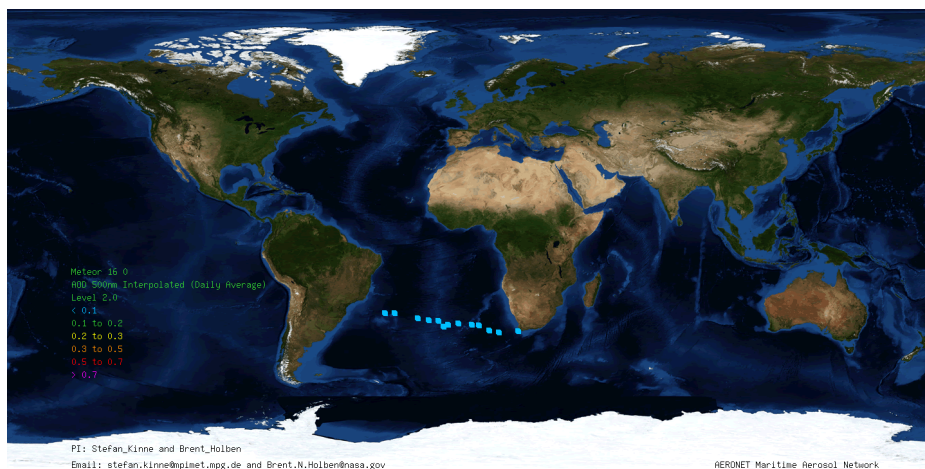 Meteor 16 0
AOD 500nm Interpolated (Daily Average)
Level 2.0
< 0.1
0.1 to 0.2
0.2 to 0.3
0.3 to 0.5
0.5 to 0.7
> 0.7
PI: Stefan_Kinne and Brent_Holben
Email: stefan.kinne@mpimet.mpg.de and Brent.N.Holben@nasa.gov
AERONET Maritime Aerosol Network